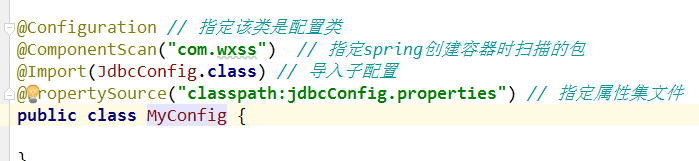 @Configuration // 指定该类是配置类
@ComponentScan("com.wxss")  // 指定spring创建容器时扫描的包
@Import(JdbcConfig.class) // 导入子配置
@PropertySource("classpath:jdbcConfig.properties") // 指定属性集文件
public class MyConfig {
}